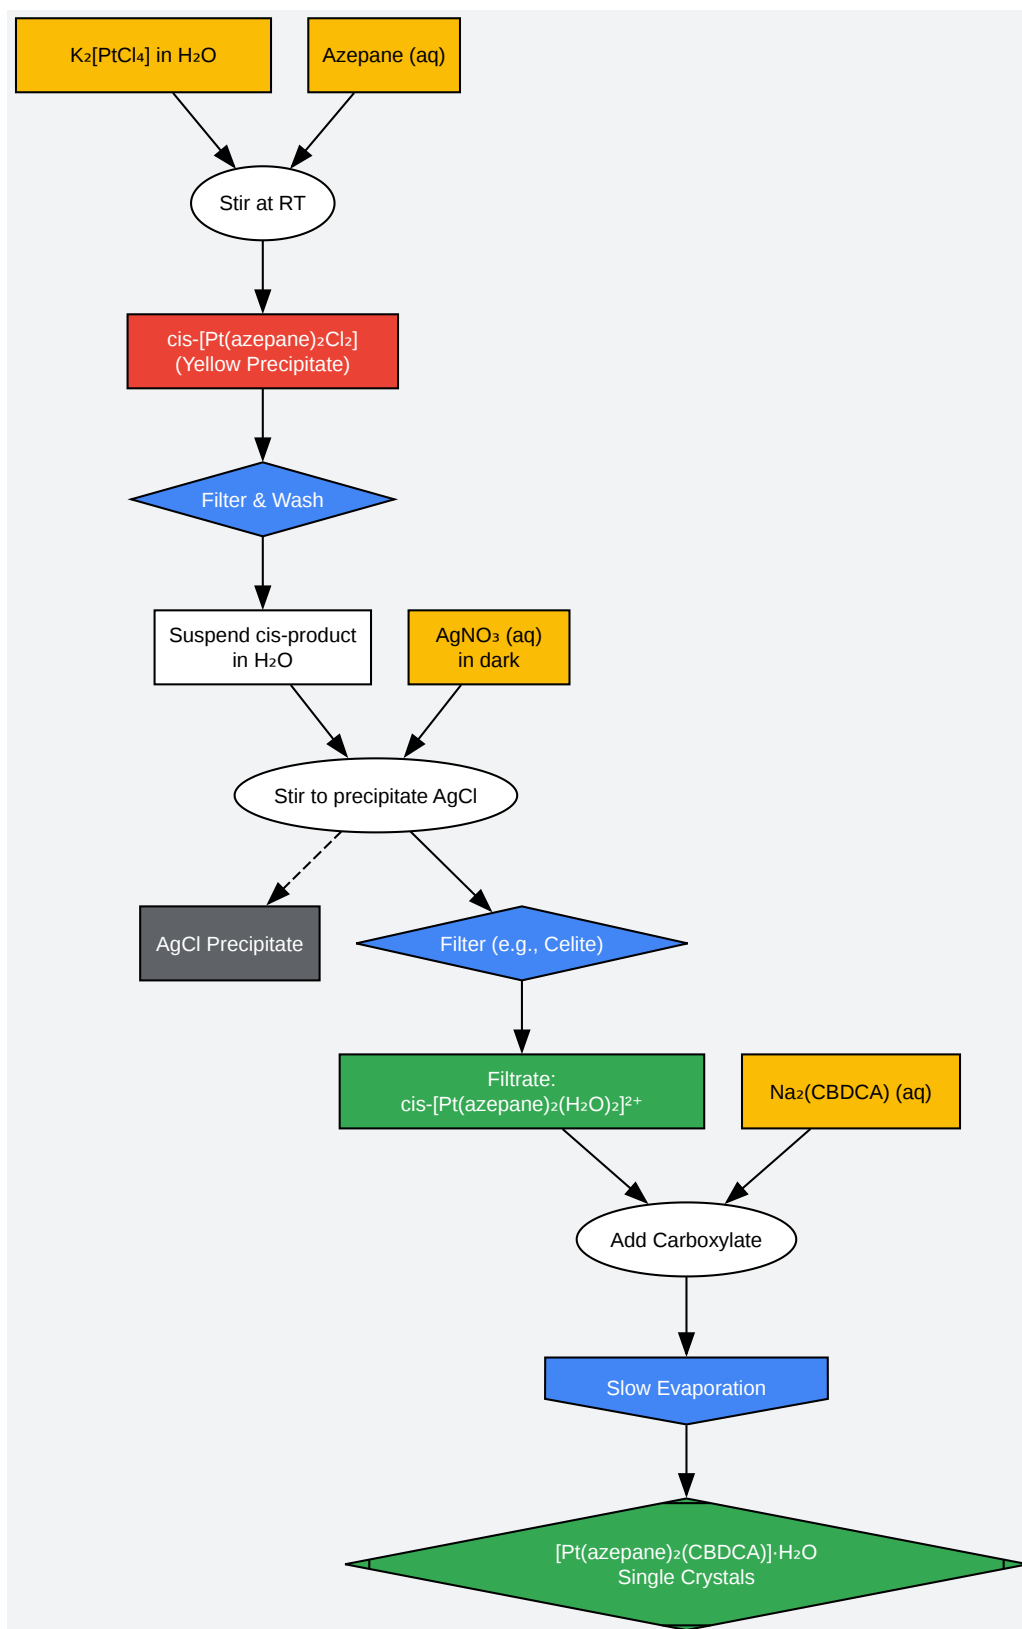 K₂[PtCl₄] in H₂O
Azepane (aq)
Stir at RT
cis-[Pt(azepane)₂Cl₂]
(Yellow Precipitate)
Filter & Wash
Suspend cis-product
in H₂O
AgNO₃ (aq)
in dark
Stir to precipitate AgCl
AgCl Precipitate
Filter (e.g., Celite)
Filtrate:
cis-[Pt(azepane)₂(H₂O)₂]²⁺
Na₂(CBDCA) (aq)
Add Carboxylate
Slow Evaporation
[Pt(azepane)₂(CBDCA)]·H₂O
Single Crystals